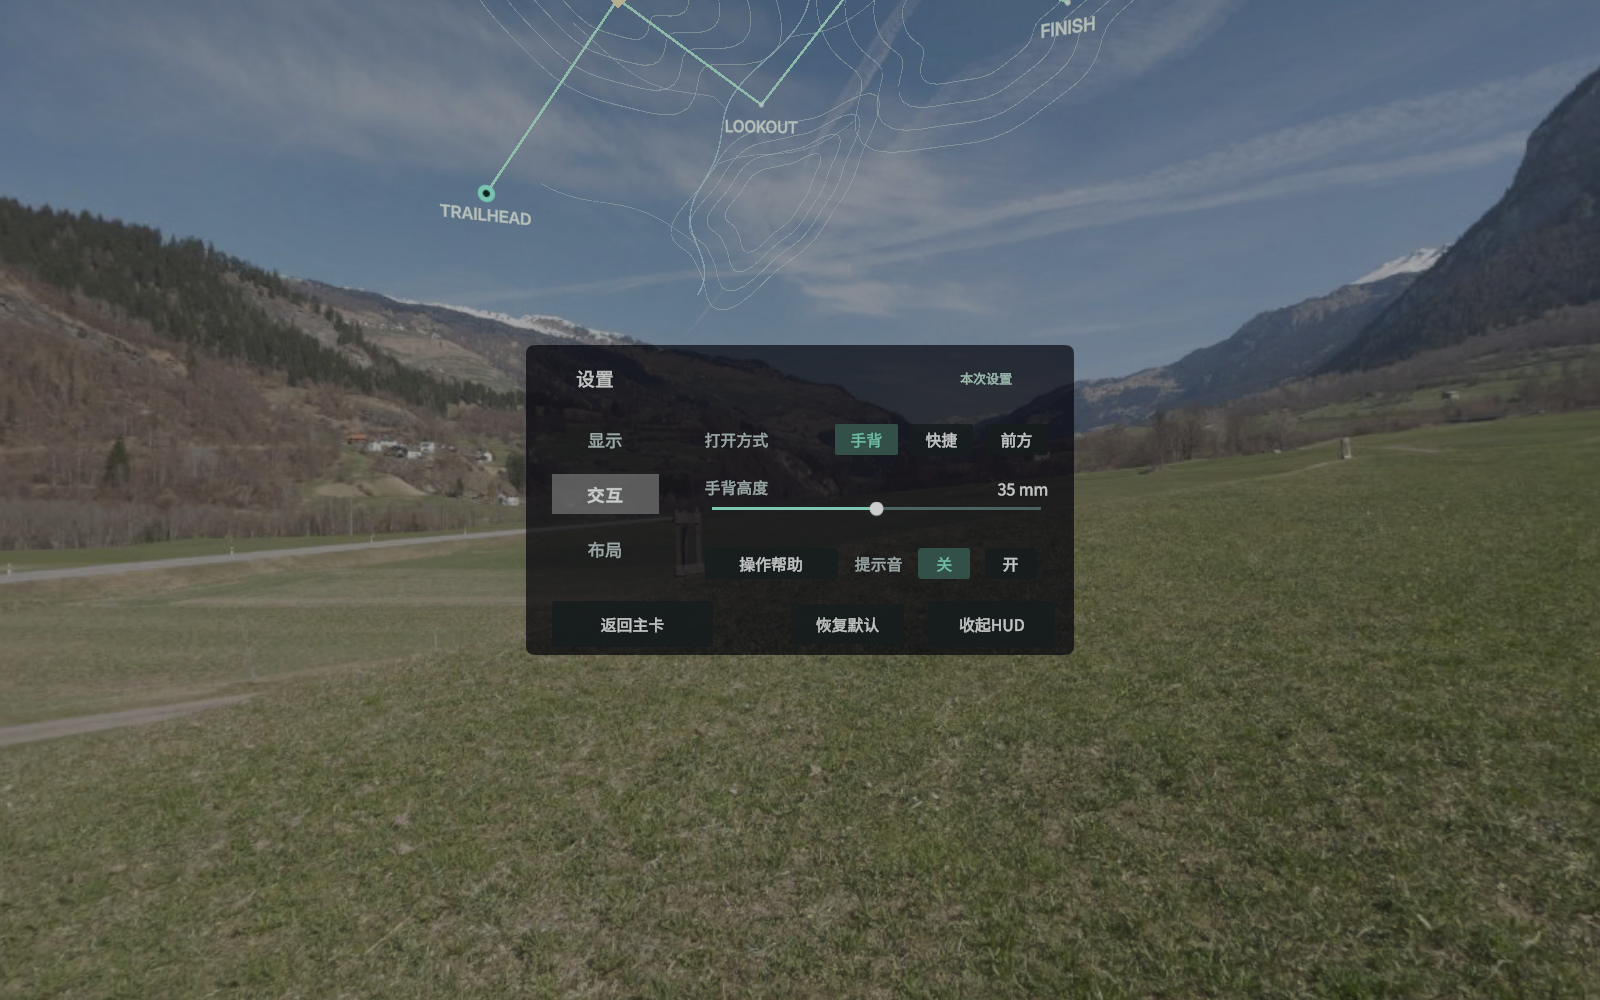 FINISH
LOOKOUT
TRAILHEAD
设置
本次设置
显示
打开方式
手背
快捷
前方
交互
手背高度
35 mm
布局
操作帮助
提示音
关
开
返回主卡
恢复默认
收起HUD